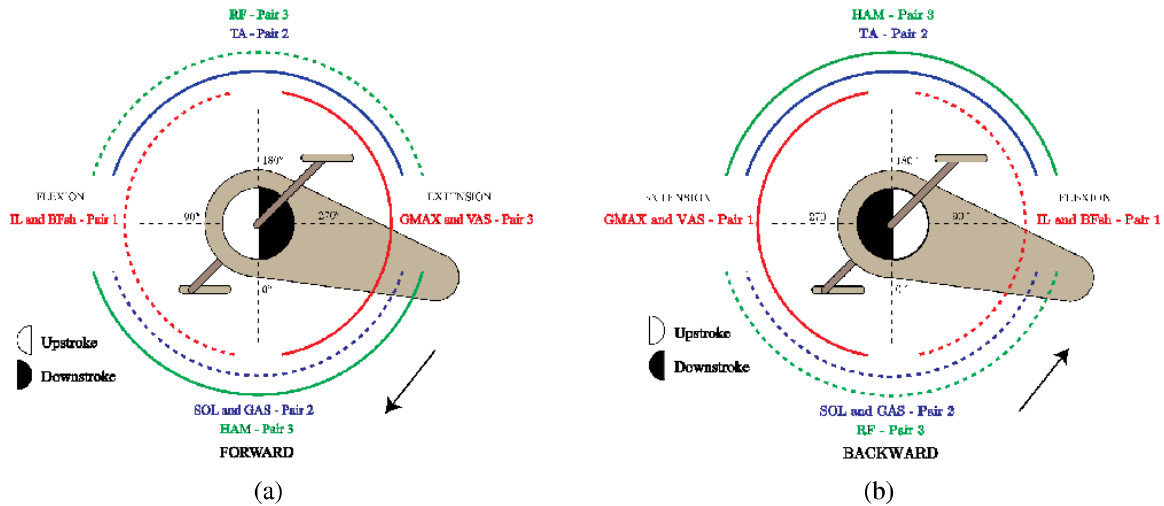 RF - Pair 3
TA - Pair 2
180°
FLEXION
EXTENSION
IL and BFsh - Pair 1
90°
270°
GMAX and VAS - Pair 3
0°
Upstroke
Downstroke
SOL and GAS - Pair 2
HAM - Pair 3
FORWARD
(a)
HAM - Pair 3
TA - Pair 2
180°
EXTENSION
FLEXION
GMAX and VAS - Pair 1
270
90°
IL and BFsh - Pair 1
0°
Upstroke
Downstroke
SOL and GAS - Pair 2
RF - Pair 3
BACKWARD
(b)